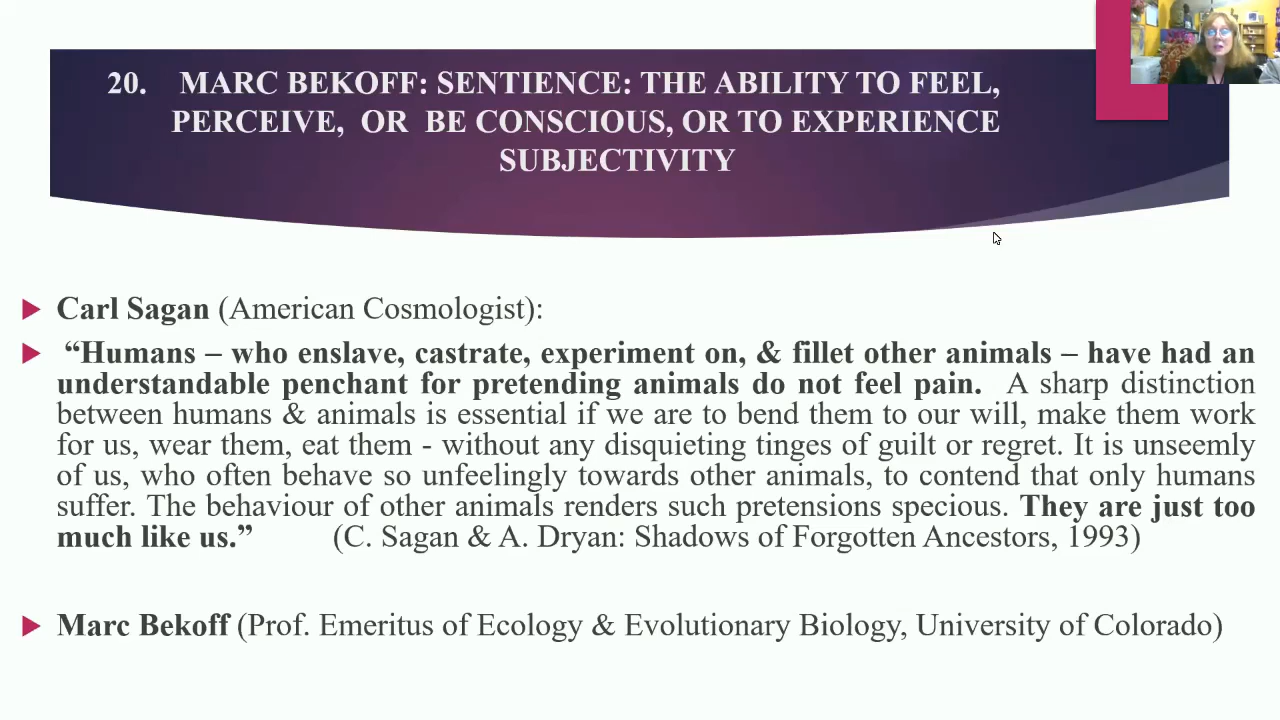 20. MARC BEKOFF: SENTIENCE: THE ABILITY TO FEEL,
PERCEIVE, OR BE CONSCIOUS, OR TO EXPERIENCE
SUBJECTIVITY
Carl Sagan (American Cosmologist):
“Humans – who enslave, castrate, experiment on, & fillet other animals – have had an
understandable penchant for pretending animals do not feel pain. A sharp distinction
between humans & animals is essential if we are to bend them to our will, make them work
for us, wear them, eat them - without any disquieting tinges of guilt or regret. It is unseemly
of us, who often behave so unfeelingly towards other animals, to contend that only humans
suffer. The behaviour of other animals renders such pretensions specious. They are just too
much like us.” (C. Sagan & A. Dryan: Shadows of Forgotten Ancestors, 1993)
Marc Bekoff (Prof. Emeritus of Ecology & Evolutionary Biology, University of Colorado)